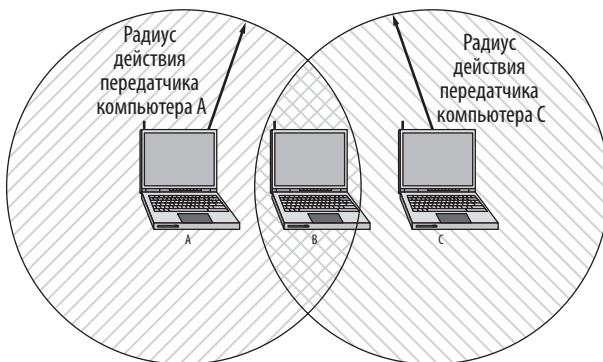 Радиус
действия
передатчика
компьютера A
Радиус
действия
передатчика
компьютера C
A
B
C